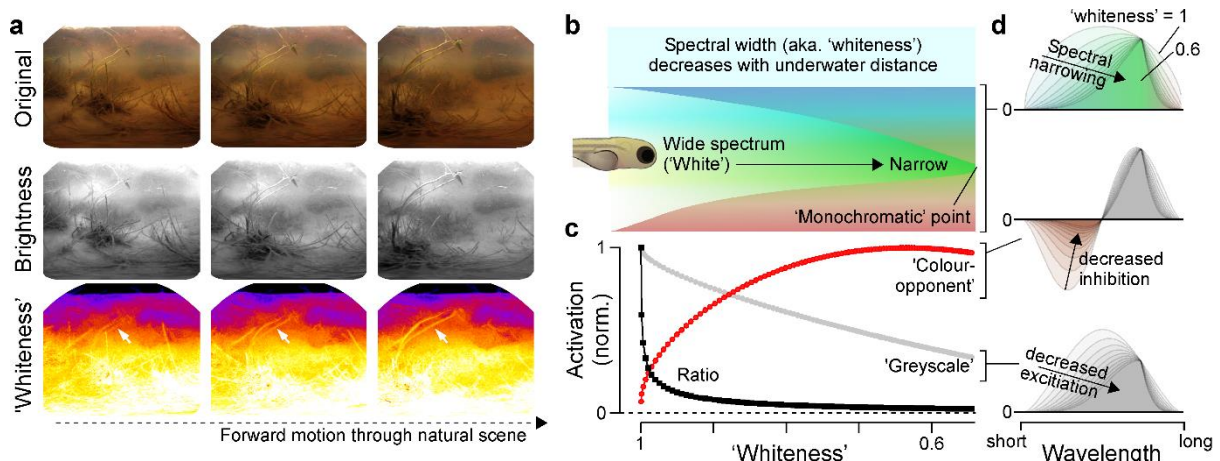 a
Original
Brightness
'Whiteness'
Forward motion through natural scene
b
Spectral width (aka. ‘whiteness’)
decreases with underwater distance
Wide spectrum
(‘White’)
Narrow
‘Monochromatic’ point
c
Activation
(norm.)
1
0
Ratio
'Colour-
opponent’
'Greyscale’
1
0.6
‘Whiteness’
d
‘whiteness’ = 1
0.6
Spectral
narrowing
0
0
decreased
inhibition
decreased
excitiation
0
short
long
Wavelength